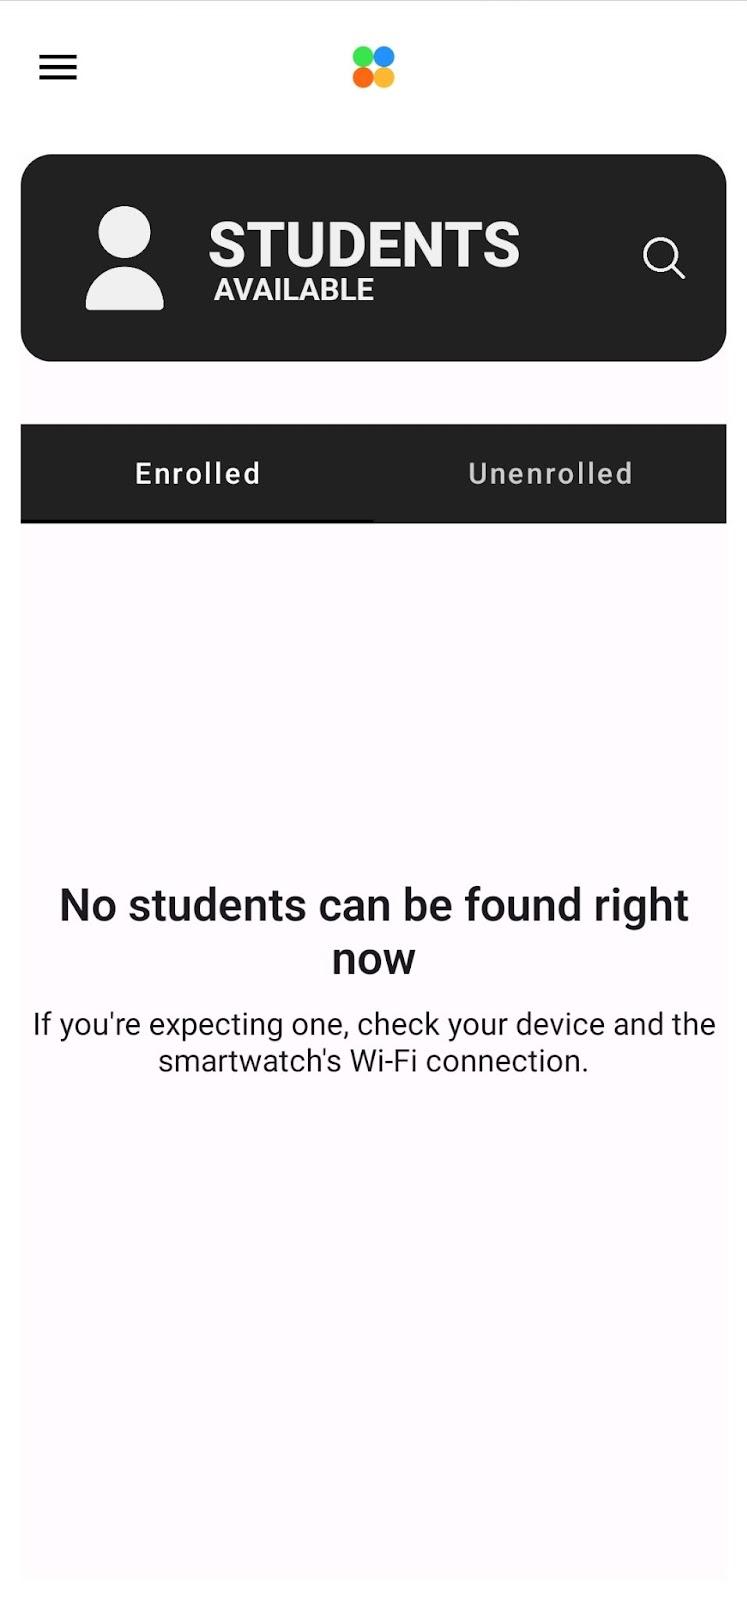 STUDENTS
AVAILABLE
Enrolled
Unenrolled
No students can be found right
now
If you're expecting one, check your device and the
smartwatch's Wi-Fi connection.